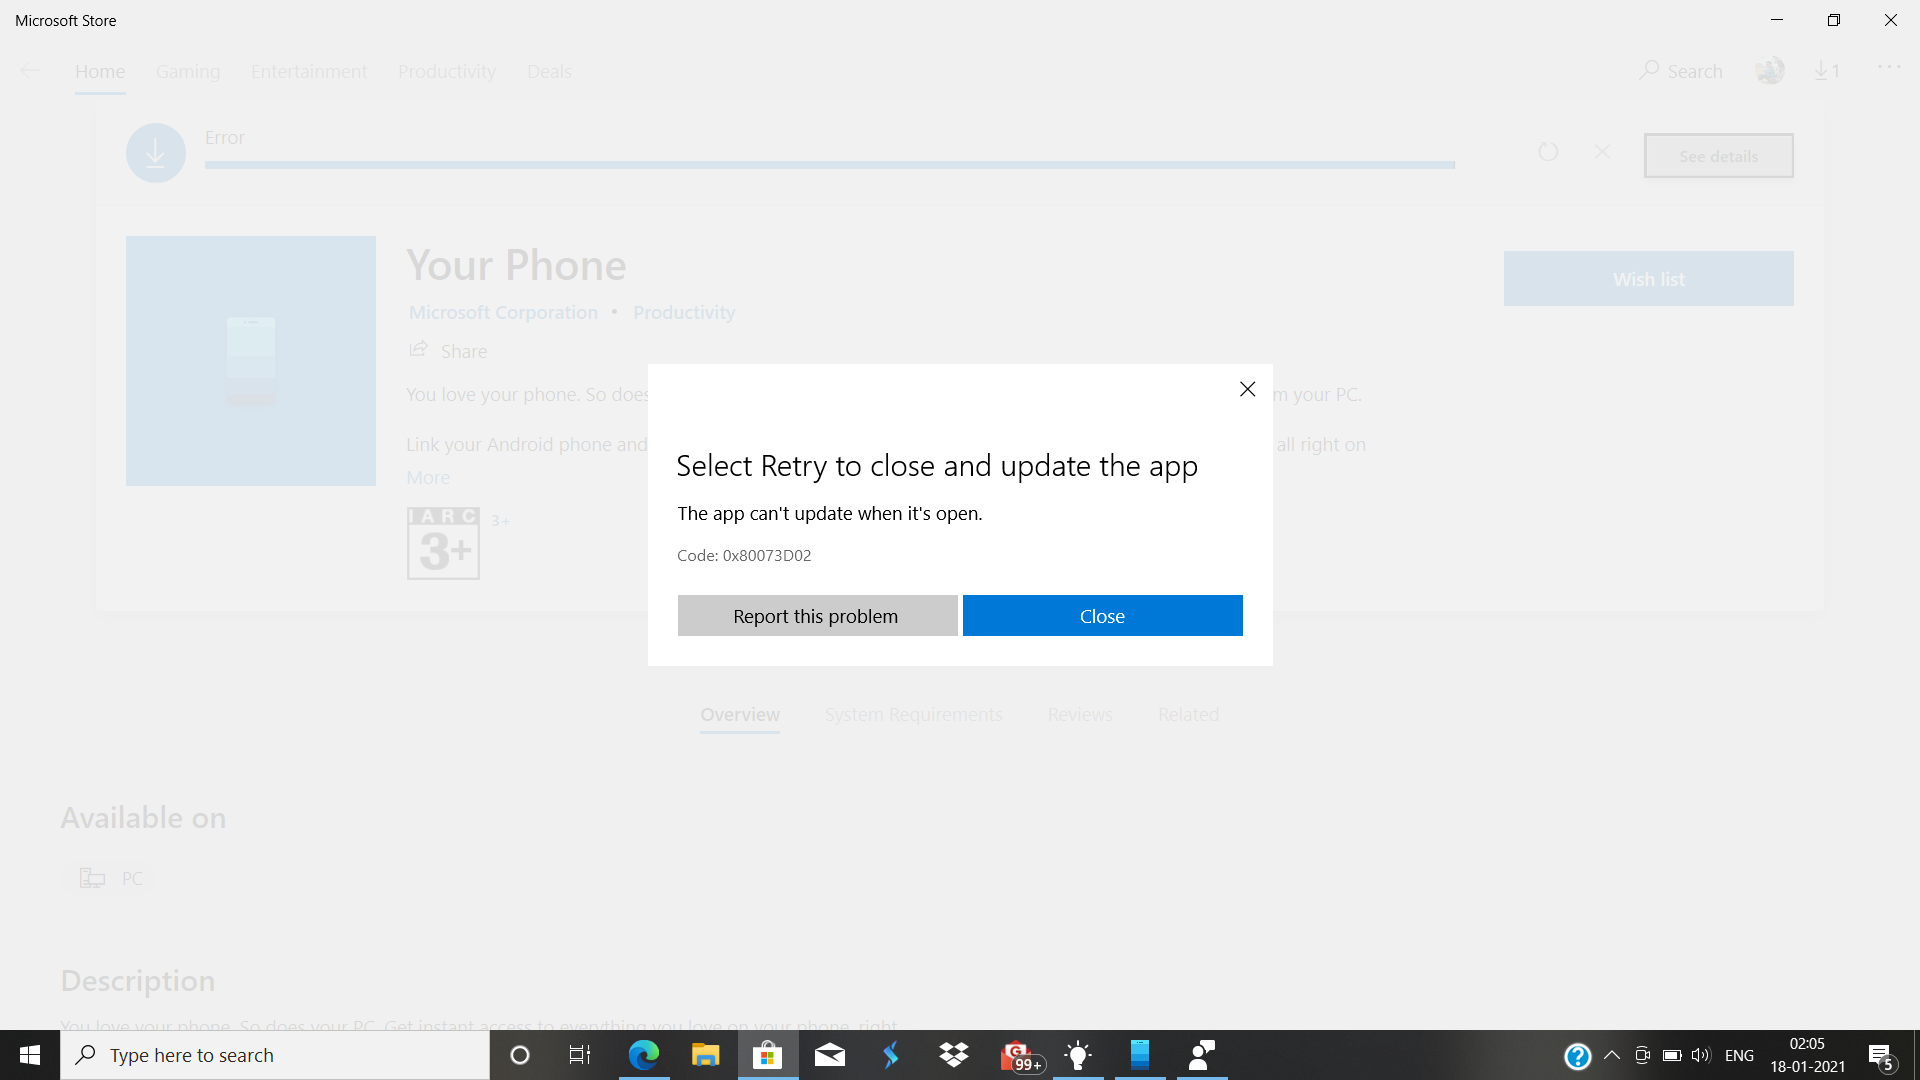 Microsoft Store
Home Gaming Entertainment Productivity Deals Search 1
Error
See details
Your Phone
Wish list
Microsoft Corporation • Productivity
Share
You love your phone. So does m your PC.
Link your Android phone and all right on
More
IARC
3+
3+
Select Retry to close and update the app
The app can't update when it's open.
Code: 0x80073D02
Report this problem Close
Overview System Requirements Reviews Related
Available on
PC
Description
You love your phone. So does your PC. Get instant access to everything you love on your phone, right
Type here to search
G 99+
ENG
02:05
18-01-2021
5